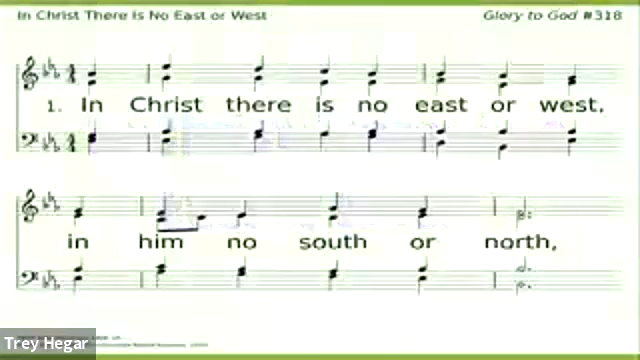 In Christ There Is No East or West
Glory to God #318
1. In Christ there is no east or west,
in him no south or north,
Trey Hegar